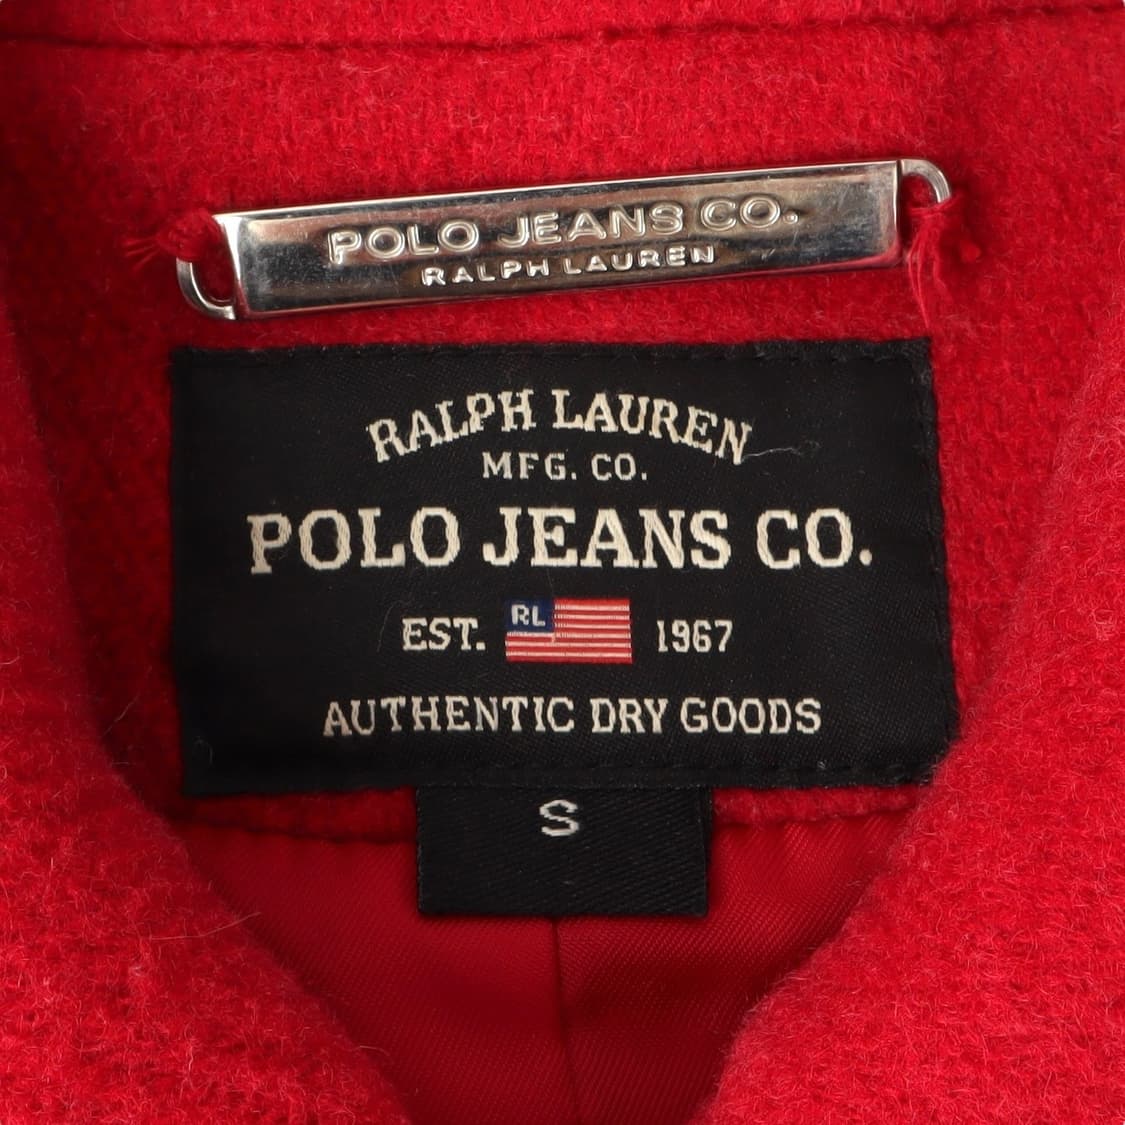 POLO JEANS CO.
RALPH LAUREN
RALPH LAUREN
MFG. CO.
POLO JEANS CO.
EST. RL 1967
AUTHENTIC DRY GOODS
S